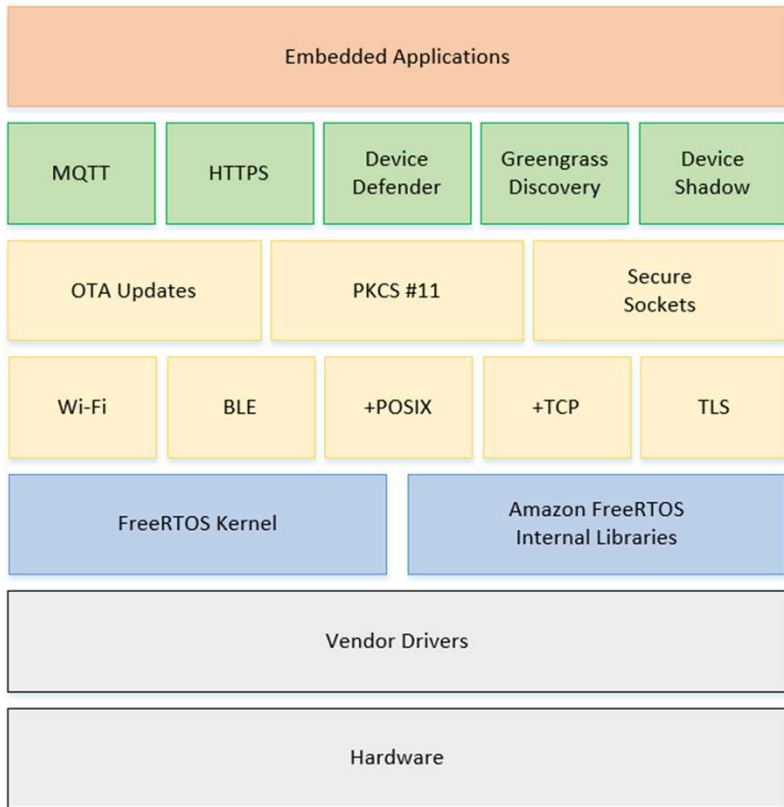 Embedded Applications
MQTT
HTTPS
Device
Defender
Greengrass
Discovery
Device
Shadow
OTA Updates
PKCS #11
Secure
Sockets
Wi-Fi
BLE
+POSIX
+TCP
TLS
FreeRTOS Kernel
Amazon FreeRTOS
Internal Libraries
Vendor Drivers
Hardware